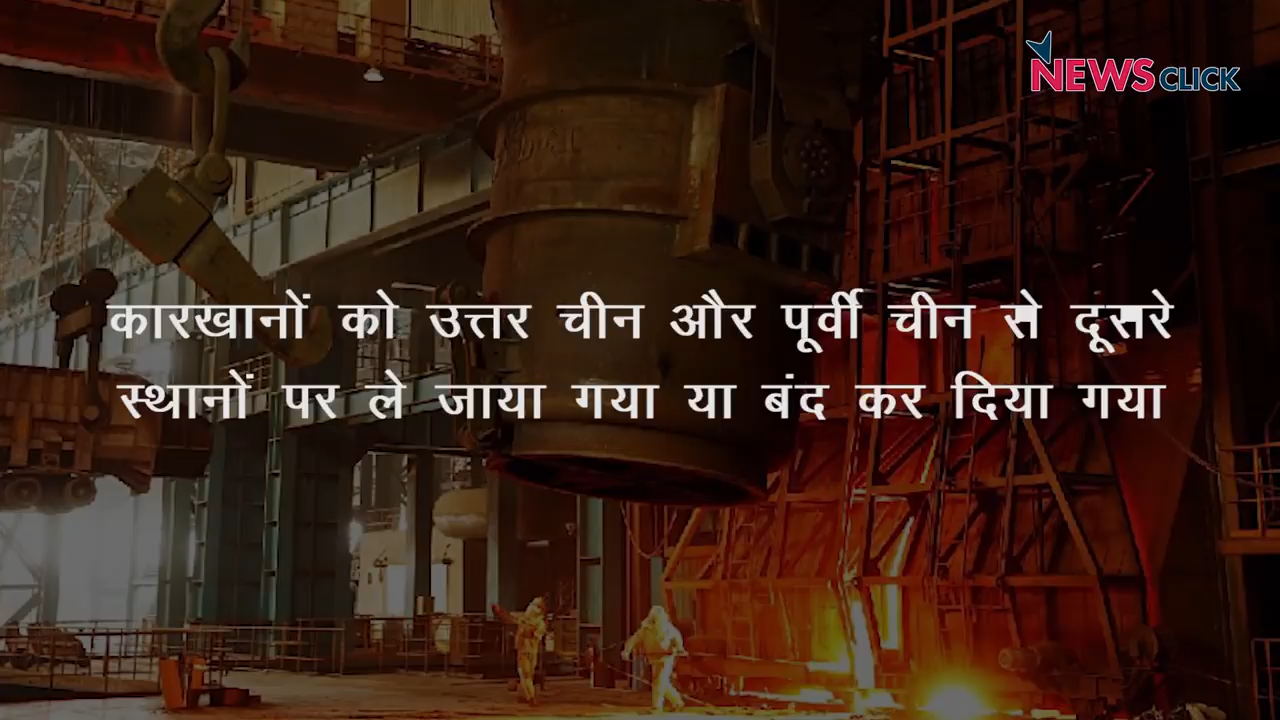 NEWSCLICK
कारखानों को उत्तर चीन और पूर्वी चीन से दूसरे
स्थानों पर ले जाया गया या बंद कर दिया गया